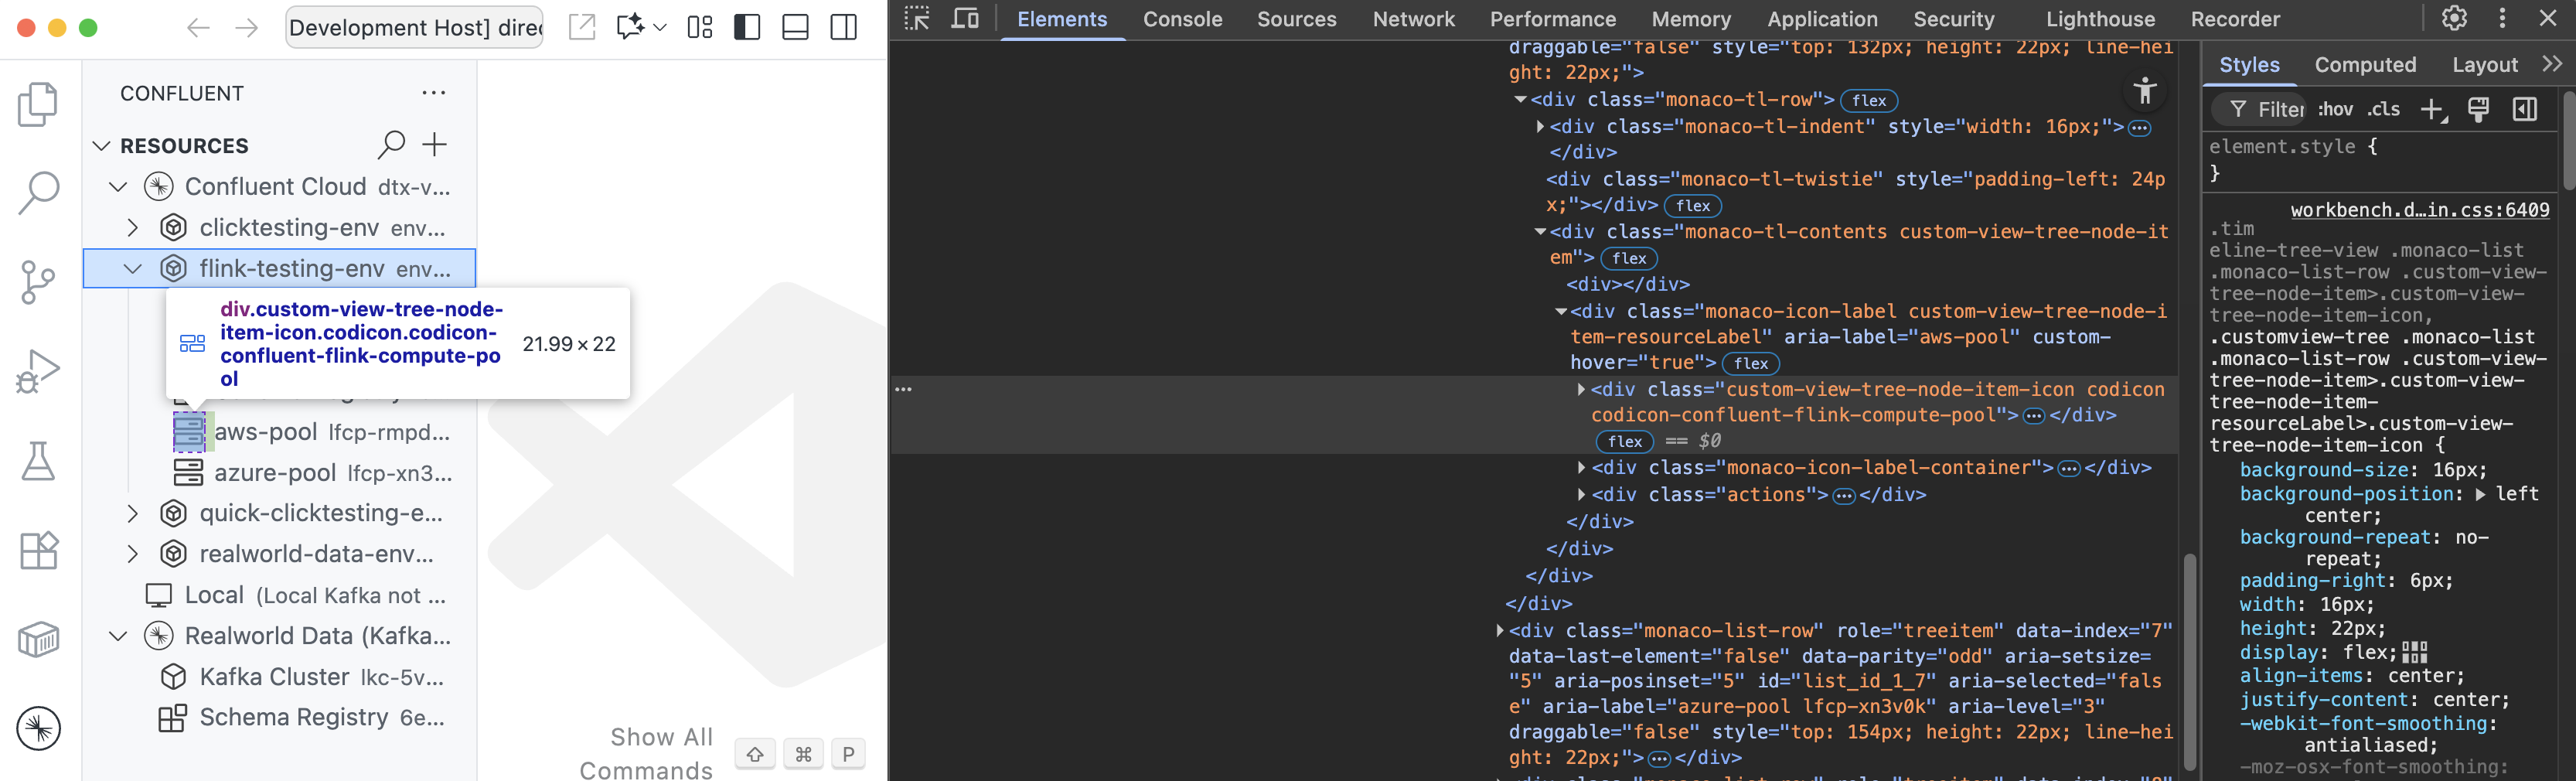 Development Host] direc
CONFLUENT
RESOURCES
Confluent Cloud dtx-v...
clicktesting-env env...
flink-testing-env env...
div.custom-view-tree-node-
item-icon.codicon.codicon-
confluent-flink-compute-po
ol
21.99 × 22
aws-pool lfcp-rmpd...
azure-pool lfcp-xn3...
quick-clicktesting-e...
realworld-data-env...
Local (Local Kafka not ...
Realworld Data (Kafka...
Kafka Cluster lkc-5v...
Schema Registry 6e...
Show All
Commands
⇧ ⌘ P
Elements Console Sources Network Performance Memory Application Security Lighthouse Recorder
draggable="false" style="top: 132px; height: 22px; line-hei
ght: 22px;">
<div class="monaco-tl-row"> flex
<div class="monaco-tl-indent" style="width: 16px;"> ...
</div>
<div class="monaco-tl-twistie" style="padding-left: 24p
x;"></div> flex
<div class="monaco-tl-contents custom-view-tree-node-it
em"> flex
<div></div>
<div class="monaco-icon-label custom-view-tree-node-i
tem-resourceLabel" aria-label="aws-pool" custom-
hover="true"> flex
... <div class="custom-view-tree-node-item-icon codicon
codicon-confluent-flink-compute-pool"> ... </div>
flex == $0
<div class="monaco-icon-label-container"> ... </div>
<div class="actions"> ... </div>
</div>
</div>
</div>
</div>
<div class="monaco-list-row" role="treeitem" data-index="7"
data-last-element="false" data-parity="odd" aria-setsize=
"5" aria-posinset="5" id="list_id_1_7" aria-selected="fals
e" aria-label="azure-pool lfcp-xn3v0k" aria-level="3"
draggable="false" style="top: 154px; height: 22px; line-hei
ght: 22px;"> ... </div>
Styles Computed Layout
Filter :hov .cls
element.style {
}
workbench.d…in.css:6409
.tim
eline-tree-view .monaco-list
.monaco-list-row .custom-view-
tree-node-item>.custom-view-
tree-node-item-icon,
.customview-tree .monaco-list
.monaco-list-row .custom-view-
tree-node-item>.custom-view-
tree-node-item-
resourceLabel>.custom-view-
tree-node-item-icon {
background-size: 16px;
background-position: left
center;
background-repeat: no-
repeat;
padding-right: 6px;
width: 16px;
height: 22px;
display: flex;
align-items: center;
justify-content: center;
-webkit-font-smoothing:
antialiased;
-moz-osx-font-smoothing: